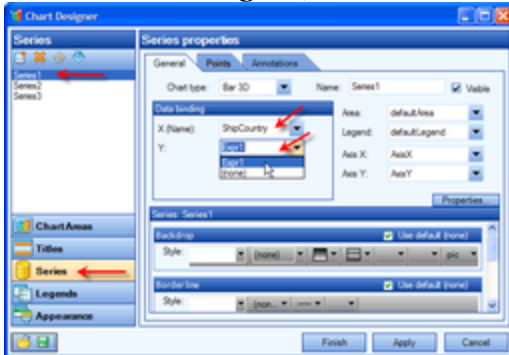 Chart Designer
Series
Series properties
General Points Annotations
Series1
Series2
Series3
Chart type: Bar 3D Name: Series1 Visible
Data binding
X (Name): ShipCountry
Y: Expr1
Expr1
(none)
Area: defaultArea
Legend: defaultLegend
Axis X: AxisX
Axis Y: AxisY
Properties
Series: Series1
Backdrop Use default (none)
Style: (none) pic
Border line Use default (none)
Style: (non...
ChartAreas
Titles
Series
Legends
Appearance
Finish Apply Cancel